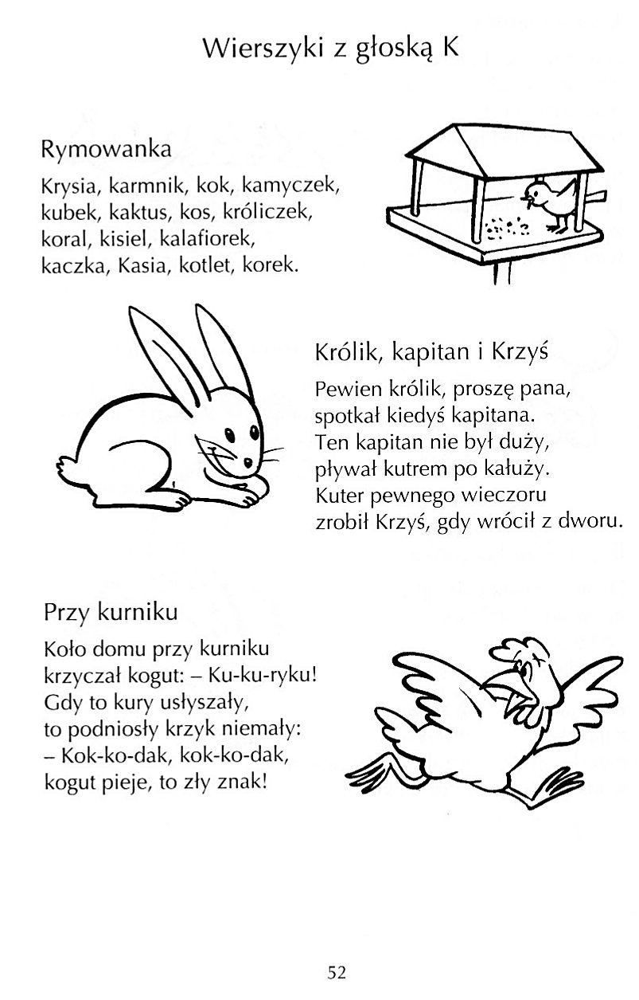 Wierszyki z głoską K
Rymowanka
Krysia, karmnik, kok, kamyczek,
kubek, kaktus, kos, króliczek,
koral, kisiel, kalafiorek,
kaczka, Kasia, kotlet, korek.
Królik, kapitan i Krzyś
Pewien królik, proszę pana,
spotkał kiedyś kapitana.
Ten kapitan nie był duży,
pływał kutrem po kałuży.
Kuter pewnego wieczoru
zrobił Krzyś, gdy wrócił z dworu.
Przy kurniku
Koło domu przy kurniku
krzyczał kogut: – Ku-ku-ryku!
Gdy to kury usłyszały,
to podniosły krzyk niemały:
– Kok-ko-dak, kok-ko-dak,
kogut pieje, to zły znak!
52